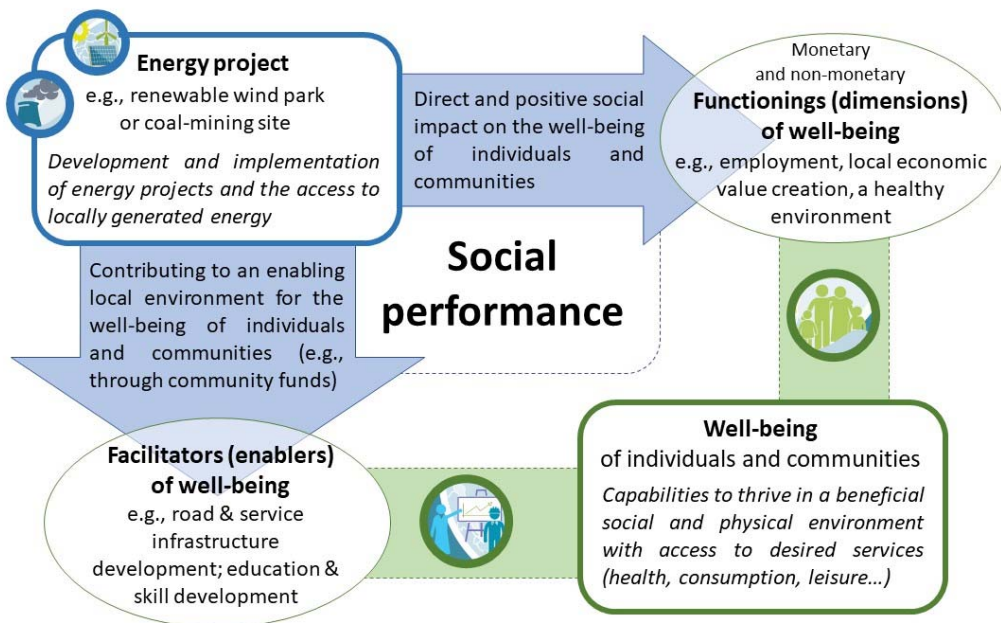 Energy project
e.g., renewable wind park
or coal-mining site
Development and implementation
of energy projects and the access to
locally generated energy
Direct and positive social
impact on the well-being
of individuals and
communities
Monetary
and non-monetary
Functionings (dimensions)
of well-being
e.g., employment, local economic
value creation, a healthy
environment
Social
performance
Contributing to an enabling
local environment for the
well-being of individuals
and communities (e.g.,
through community funds)
Facilitators (enablers)
of well-being
e.g., road & service
infrastructure
development; education &
skill development
Well-being
of individuals and communities
Capabilities to thrive in a beneficial
social and physical environment
with access to desired services
(health, consumption, leisure...)